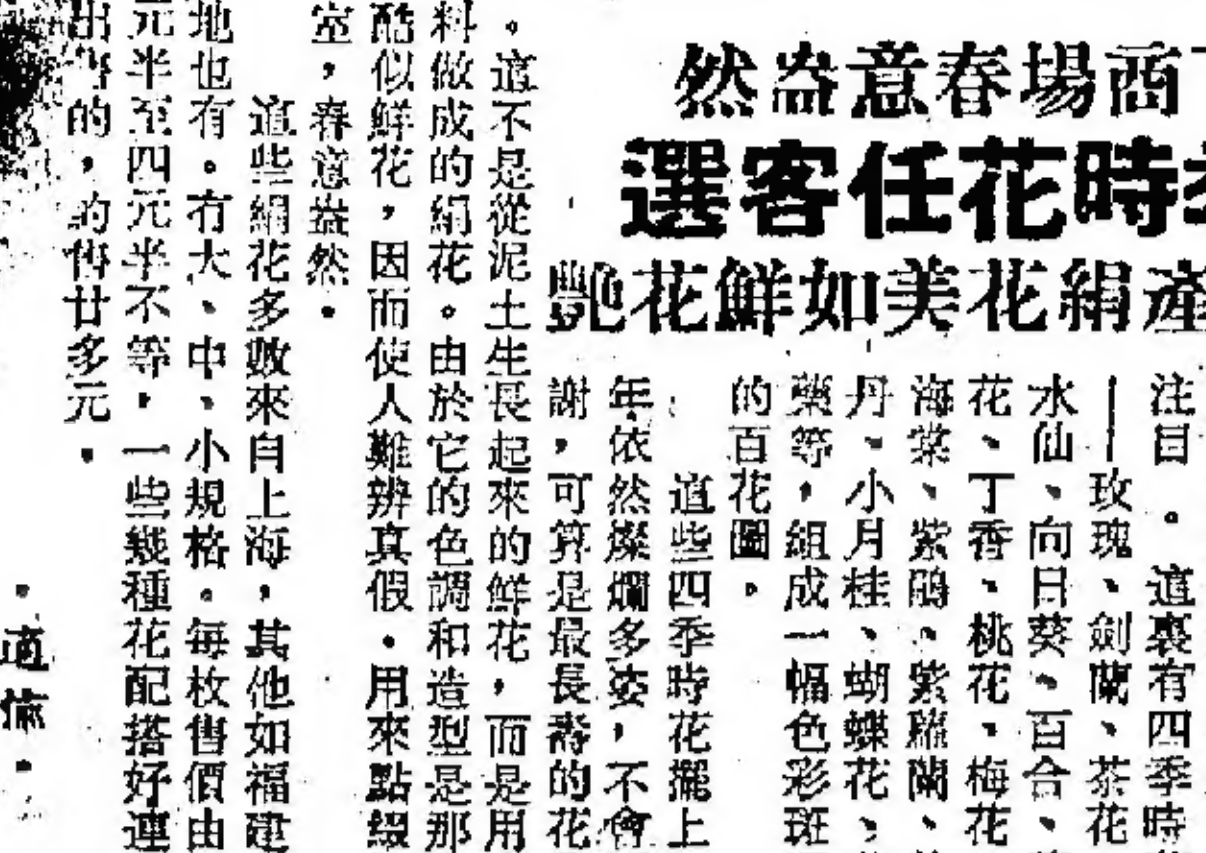 商場春意盎然
時花任客選
產絹花美如鮮花艷
注目。這裏有四季時
——玫瑰、劍蘭、茶花
水仙、向日葵、百合、
花、丁香、桃花、梅花
海棠、紫鵑、紫羅蘭、
丹、小月桂、蝴蝶花、
藥等，組成一幅色彩斑
的百花圖。
這些四季時花擺上
年依然燦爛多姿，不會
謝，可算是最長壽的花
。這不是從泥土生長起來的鮮花，而是用
料做成的絹花。由於它的色調和造型是那
酷似鮮花，因而使人難辨真假。用來點綴
室，春意盎然。
這些絹花多數來自上海，其他如福建
地也有。有大、中、小規格。每枚售價由
元半至四元半不等，一些幾種花配搭好連
出售的，約售廿多元。